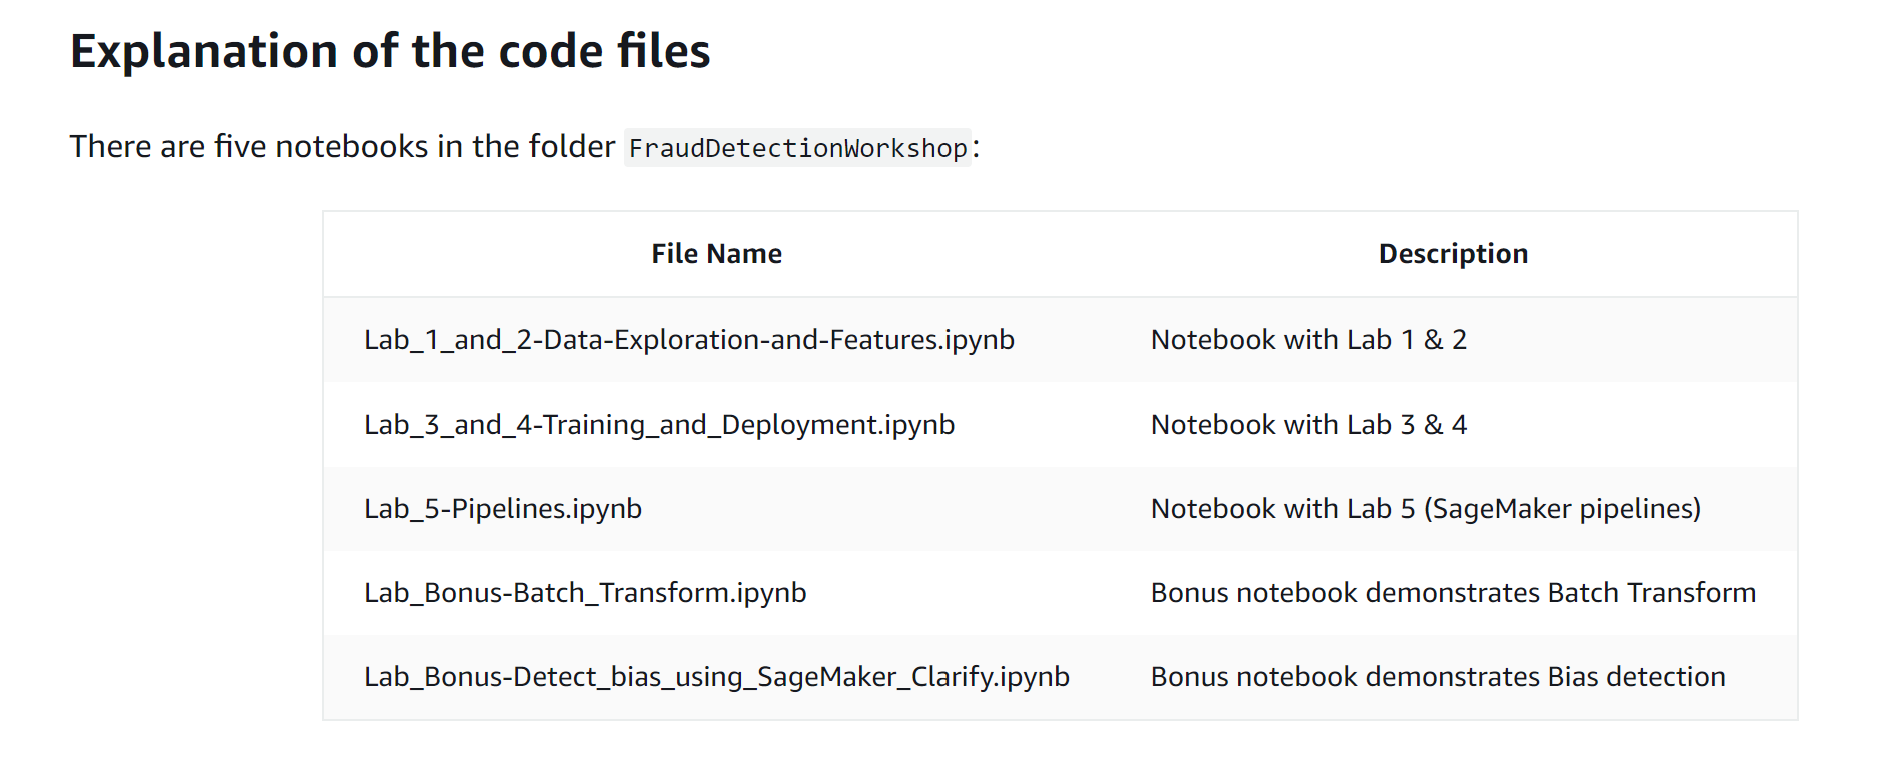 Explanation of the code files
There are five notebooks in the folder FraudDetectionWorkshop:
File Name Description
Lab_1_and_2-Data-Exploration-and-Features.ipynb Notebook with Lab 1 & 2
Lab_3_and_4-Training_and_Deployment.ipynb Notebook with Lab 3 & 4
Lab_5-Pipelines.ipynb Notebook with Lab 5 (SageMaker pipelines)
Lab_Bonus-Batch_Transform.ipynb Bonus notebook demonstrates Batch Transform
Lab_Bonus-Detect_bias_using_SageMaker_Clarify.ipynb Bonus notebook demonstrates Bias detection